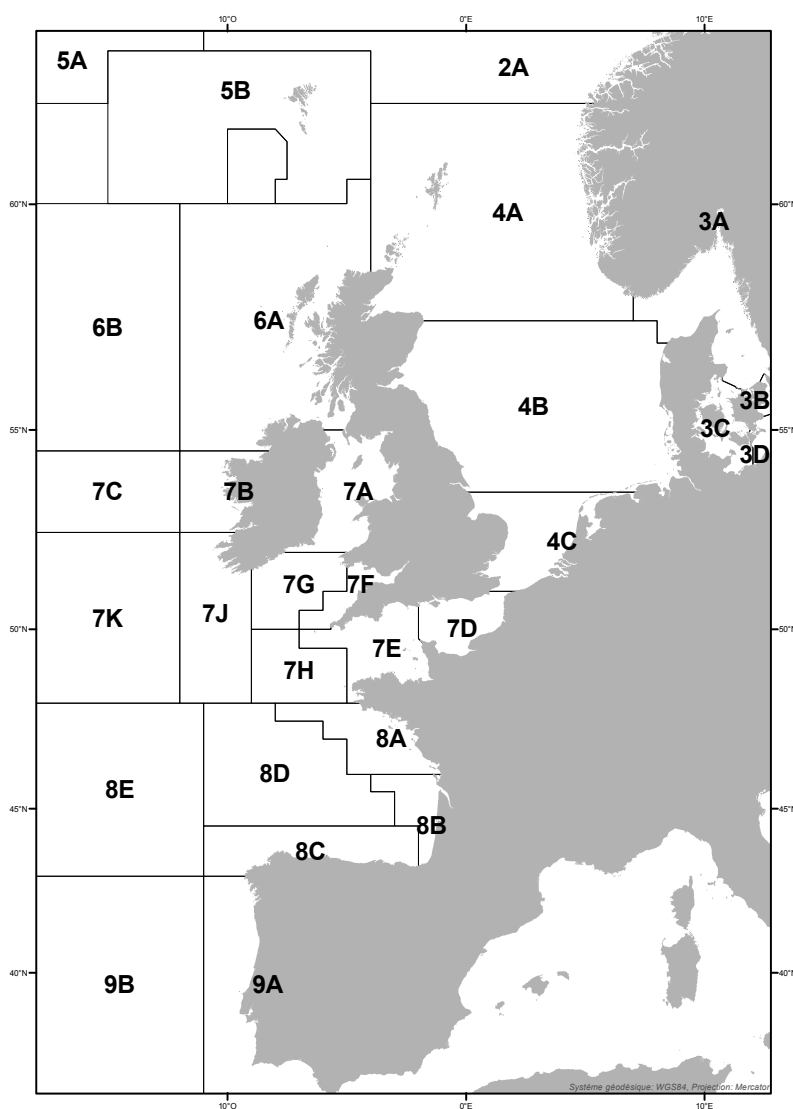 10°O 0°E 10°E
5A
2A
5B
60°N 60°N
4A
3A
6B
6A
4B
3B
55°N 55°N
3C
3D
7C
7B
7A
4C
7G
7F
7K
7J
7D
50°N 50°N
7E
7H
8A
8D
8E
45°N 45°N
8B
8C
40°N 40°N
9B
9A
Système géodésique: WGS84, Projection: Mercator
10°O 0°E 10°E